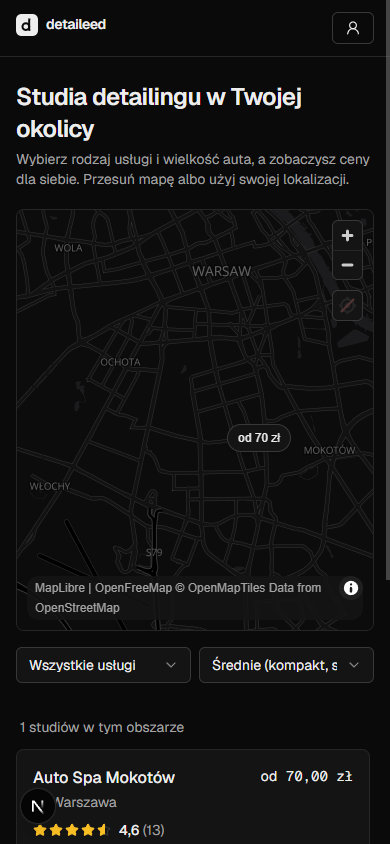 detaileed
Studia detailingu w Twojej
okolicy
Wybierz rodzaj usługi i wielkość auta, a zobaczysz ceny
dla siebie. Przesuń mapę albo użyj swojej lokalizacji.
WOLA
WARSAW
P
OCHOTA
od 70 zł
MOKOTÓW
WŁOCHY
S79
MapLibre | OpenFreeMap © OpenMapTiles Data from
OpenStreetMap
Wszystkie usługi
Średnie (kompakt, s
1 studiów w tym obszarze
Auto Spa Mokotów
od 70,00 zł
Warszawa
4,6 (13)